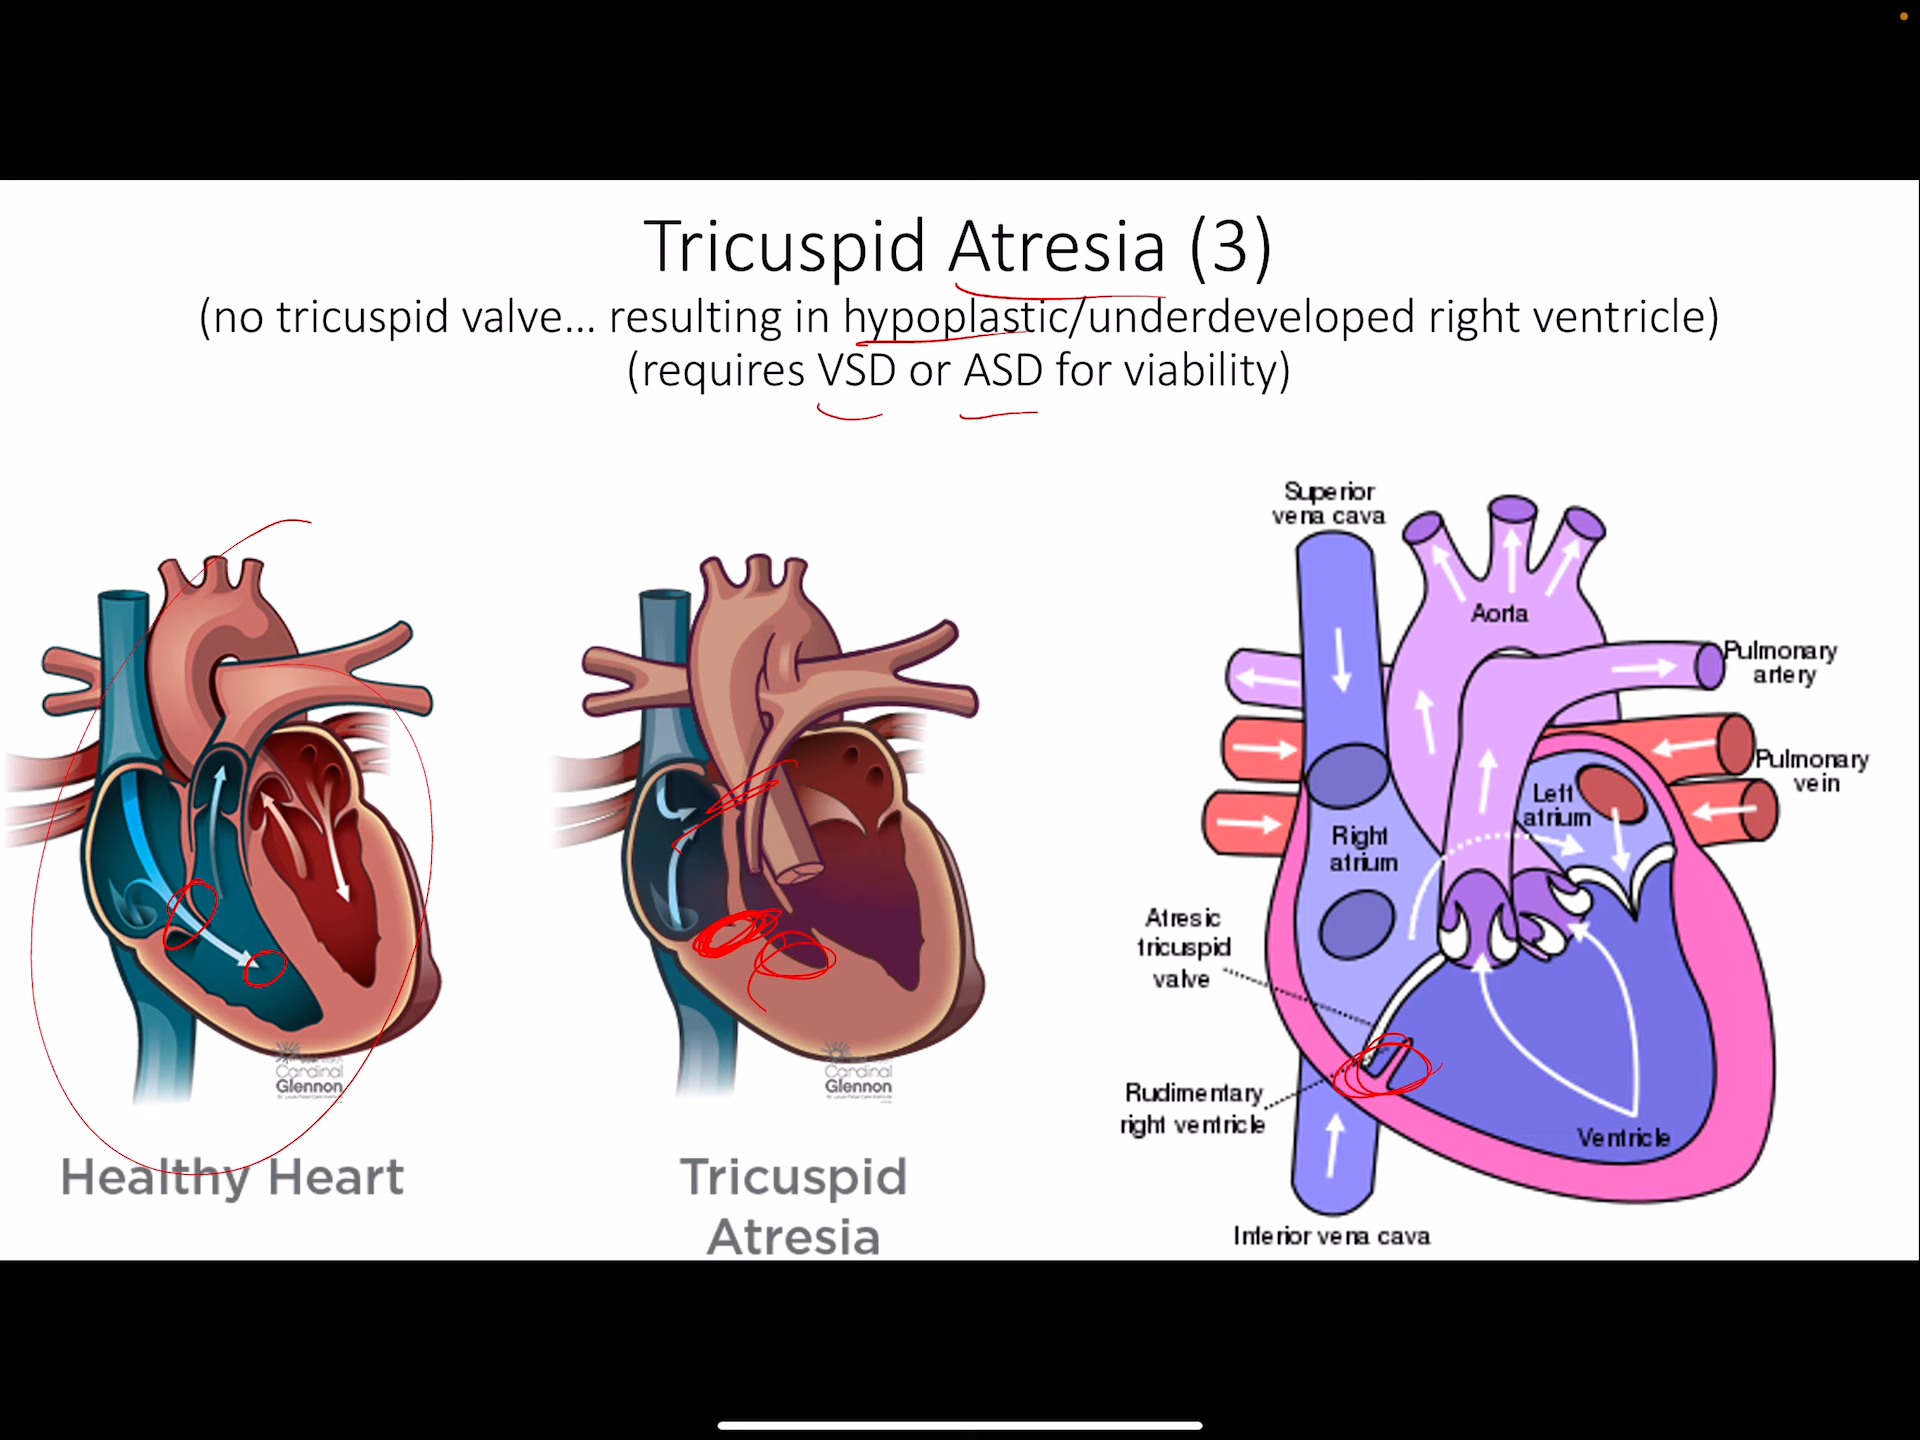 Tricuspid Atresia (3)
(no tricuspid valve... resulting in hypoplastic/underdeveloped right ventricle)
(requires VSD or ASD for viability)
Cardinal
Glennon
Healthy Heart
Cardinal
Glennon
Tricuspid
Atresia
Superior
vena cava
Aorta
Pulmonary
artery
Pulmonary
vein
Left
atrium
Right
atrium
Atresic
tricuspid
valve
Rudimentary
right ventricle
Ventricle
Inferior vena cava